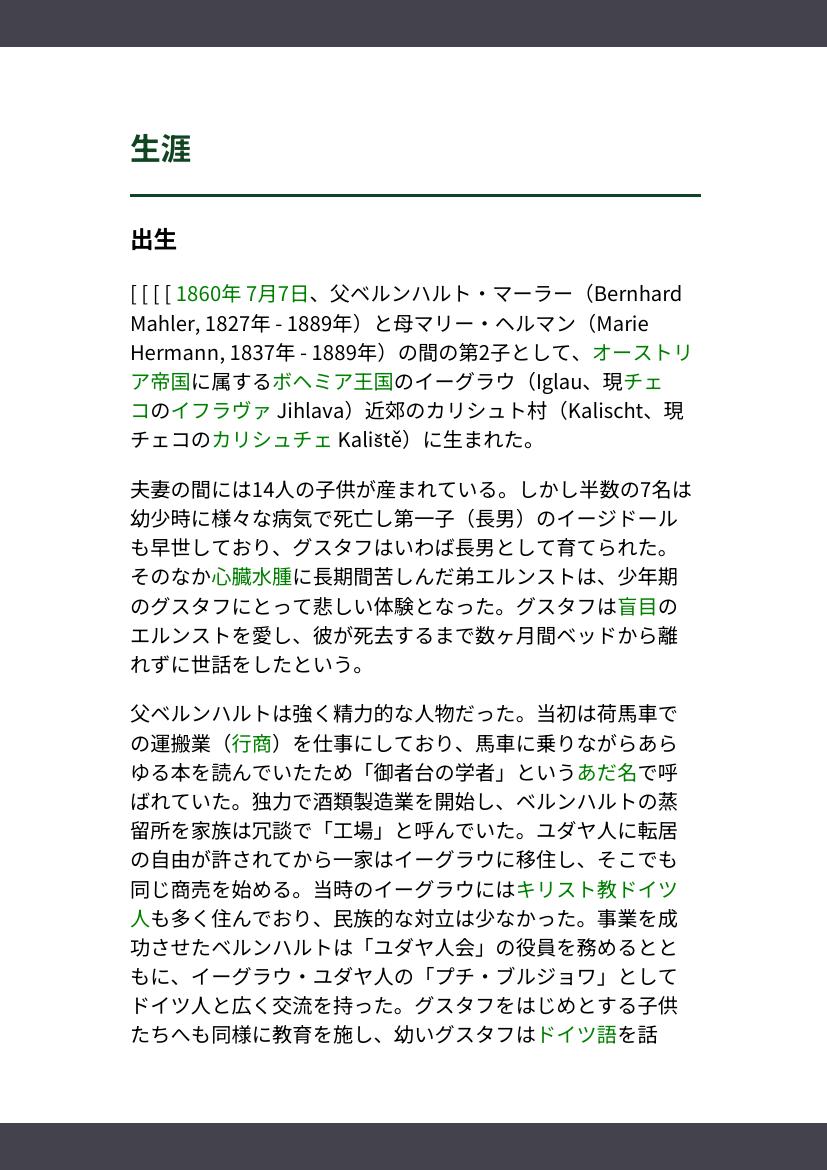 生涯
出生
[ [ [ [ 1860年 7月7日、父ベルンハルト・マーラー（Bernhard
Mahler, 1827年 - 1889年）と母マリー・ヘルマン（Marie
Hermann, 1837年 - 1889年）の間の第2子として、オーストリ
ア帝国に属するボヘミア王国のイーグラウ（Iglau、現チェ
コのイフラヴァ Jihlava）近郊のカリシュト村（Kalischt、現
チェコのカリシュチェ Kaliště）に生まれた。
夫妻の間には14人の子供が産まれている。しかし半数の7名は
幼少時に様々な病気で死亡し第一子（長男）のイージドール
も早世しており、グスタフはいわば長男として育てられた。
そのなか心臓水腫に長期間苦しんだ弟エルンストは、少年期
のグスタフにとって悲しい体験となった。グスタフは盲目の
エルンストを愛し、彼が死去するまで数ヶ月間ベッドから離
れずに世話をしたという。
父ベルンハルトは強く精力的な人物だった。当初は荷馬車で
の運搬業（行商）を仕事にしており、馬車に乗りながらあら
ゆる本を読んでいたため「御者台の学者」というあだ名で呼
ばれていた。独力で酒類製造業を開始し、ベルンハルトの蒸
留所を家族は冗談で「工場」と呼んでいた。ユダヤ人に転居
の自由が許されてから一家はイーグラウに移住し、そこでも
同じ商売を始める。当時のイーグラウにはキリスト教ドイツ
人も多く住んでおり、民族的な対立は少なかった。事業を成
功させたベルンハルトは「ユダヤ人会」の役員を務めるとと
もに、イーグラウ・ユダヤ人の「プチ・ブルジョワ」として
ドイツ人と広く交流を持った。グスタフをはじめとする子供
たちへも同様に教育を施し、幼いグスタフはドイツ語を話